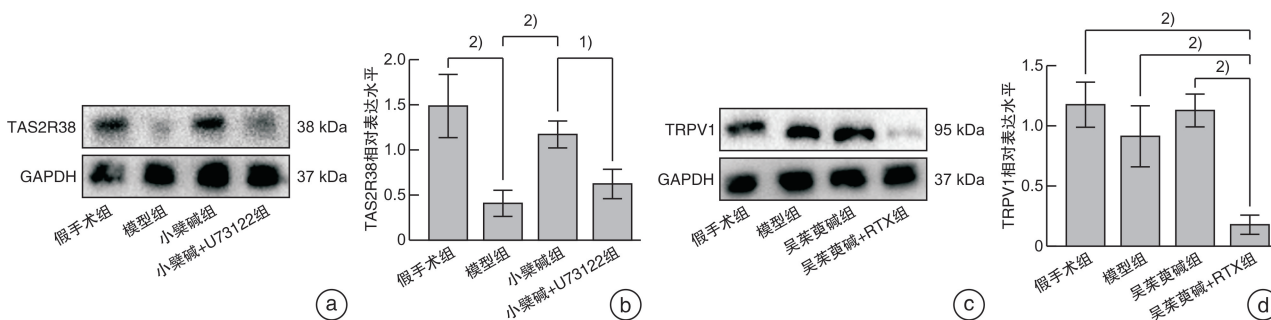 TAS2R38
38 kDa
GAPDH
37 kDa
假手术组
模型组
小檗碱组
小檗碱+U73122组
a
TAS2R38相对表达水平
2.0
1.5
1.0
0.5
0
2)
2)
1)
假手术组
模型组
小檗碱组
小檗碱+U73122组
b
TRPV1
95 kDa
GAPDH
37 kDa
假手术组
模型组
吴茱萸碱组
吴茱萸碱+RTX组
c
TRPV1相对表达水平
1.5
1.0
0.5
0
2)
2)
2)
假手术组
模型组
吴茱萸碱组
吴茱萸碱+RTX组
d